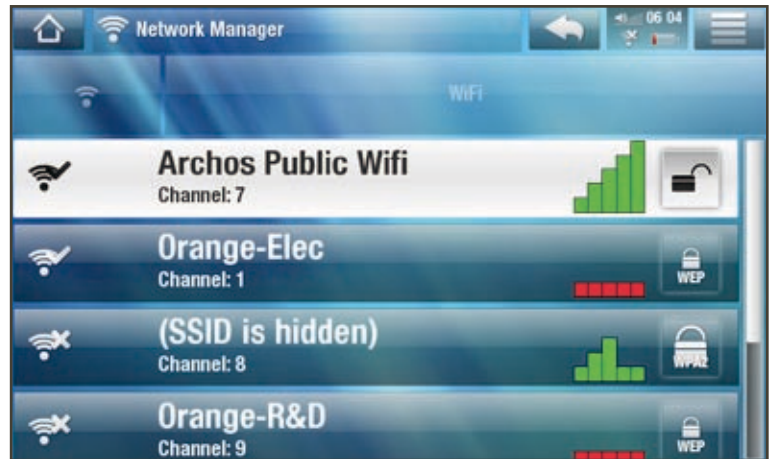 Network Manager
06 04
WiFi
Archos Public Wifi
Channel: 7
Orange-Elec
Channel: 1
WEP
(SSID is hidden)
Channel: 8
WPA2
Orange-R&D
Channel: 9
WEP